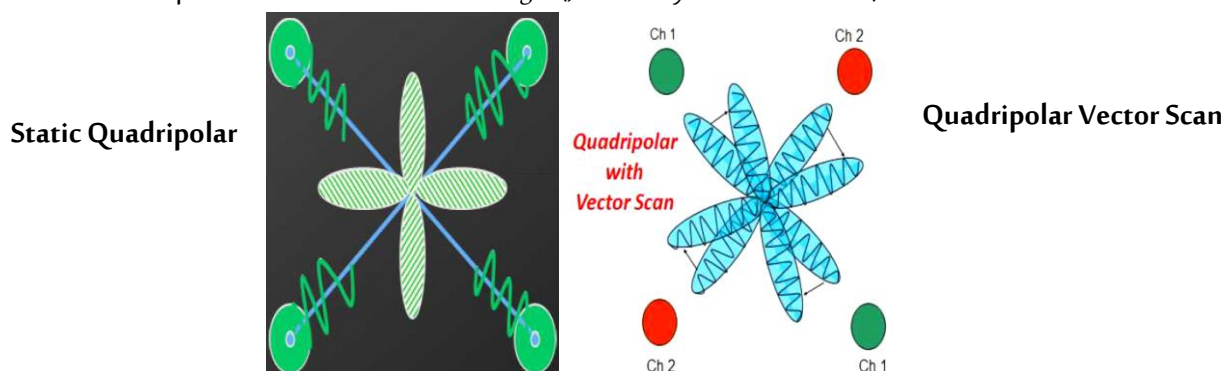 Static Quadripolar
Ch 1
Ch 2
Quadripolar
with
Vector Scan
Ch 2
Ch 1
Quadripolar Vector Scan